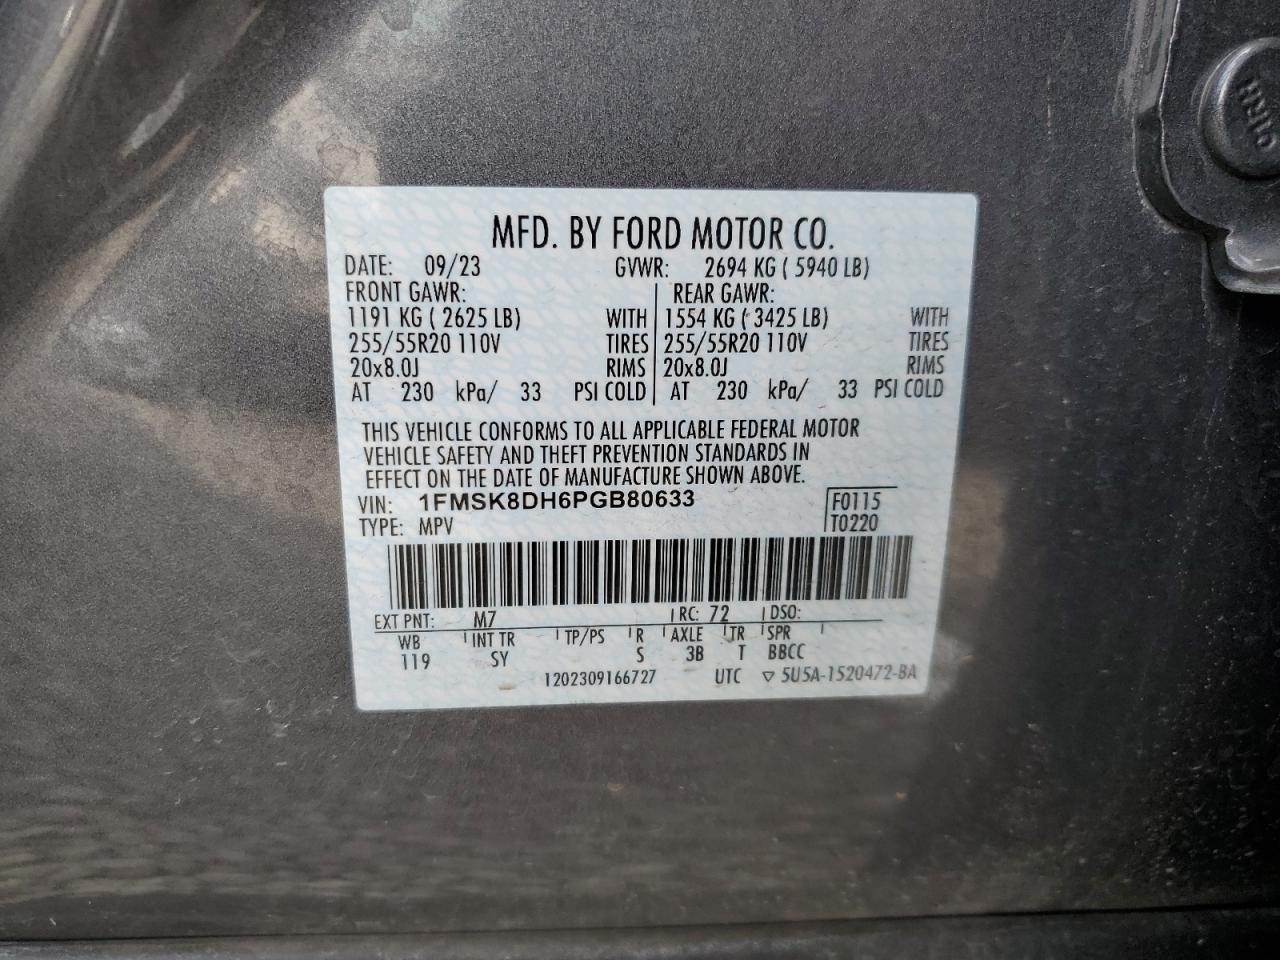 MFD. BY FORD MOTOR CO.
DATE: 09/23 GVWR: 2694 KG ( 5940 LB)
FRONT GAWR: REAR GAWR:
1191 KG ( 2625 LB) WITH 1554 KG ( 3425 LB) WITH
255/55R20 110V TIRES 255/55R20 110V TIRES
20x8.0J RIMS 20x8.0J RIMS
AT 230 kPa/ 33 PSI COLD AT 230 kPa/ 33 PSI COLD
THIS VEHICLE CONFORMS TO ALL APPLICABLE FEDERAL MOTOR
VEHICLE SAFETY AND THEFT PREVENTION STANDARDS IN
EFFECT ON THE DATE OF MANUFACTURE SHOWN ABOVE.
VIN: 1FMSK8DH6PGB80633 F0115
TYPE: MPV T0220
EXT PNT: M7 RC: 72 DSO:
WB INT TR TP/PS R AXLE TR SPR
119 SY S 3B T BBCC
1202309166727 UTC ▽ 5U5A-1520472-BA